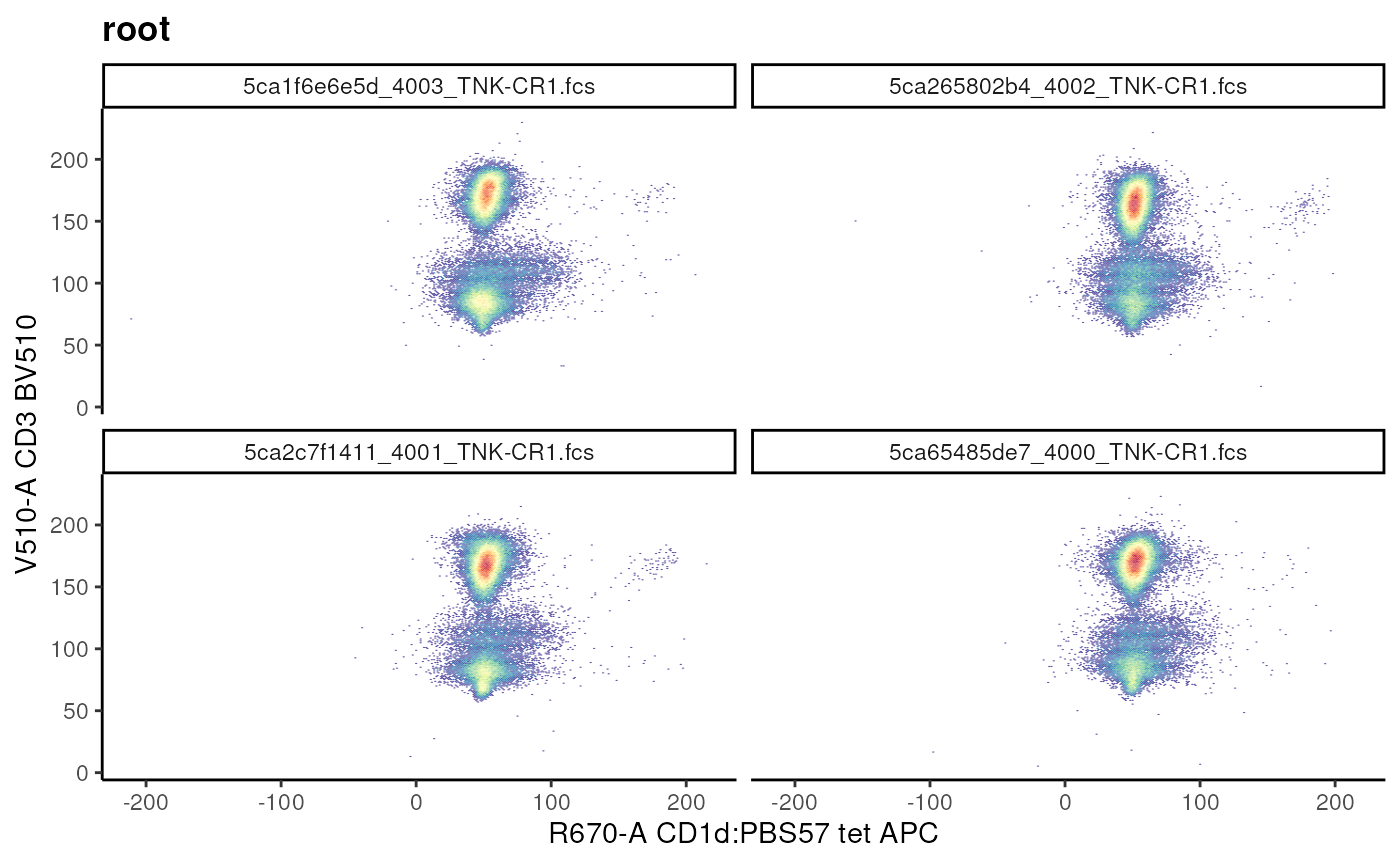 root
5ca1f6e6e5d_4003_TNK-CR1.fcs
5ca265802b4_4002_TNK-CR1.fcs
200
150
100
50
0
5ca2c7f1411_4001_TNK-CR1.fcs
5ca65485de7_4000_TNK-CR1.fcs
200
150
100
50
0
V510-A CD3 BV510
-200 -100 0 100 200
-200 -100 0 100 200
R670-A CD1d:PBS57 tet APC